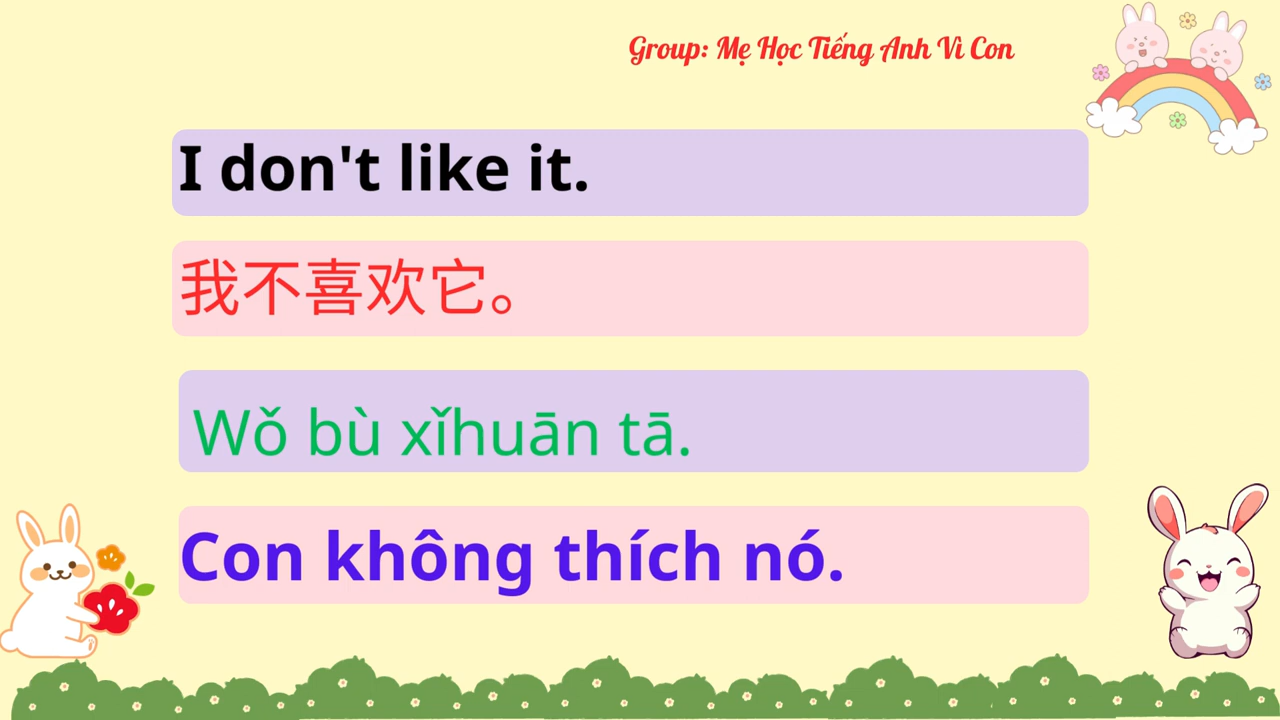 Group: Mẹ Học Tiếng Anh Vì Con
I don't like it.
我不喜欢它。
Wǒ bù xǐhuān tā.
Con không thích nó.